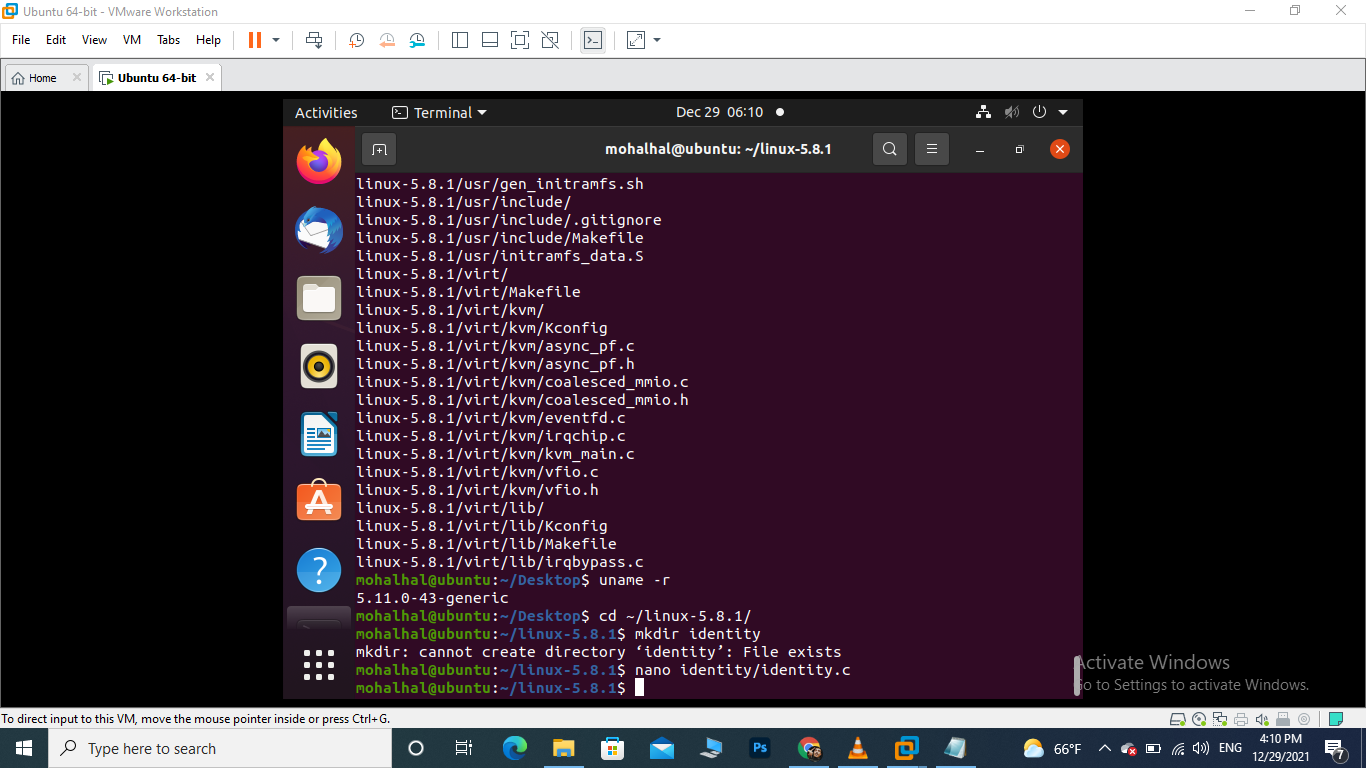 Ubuntu 64-bit - VMware Workstation
File Edit View VM Tabs Help
Home
Ubuntu 64-bit
Activities Terminal Dec 29 06:10
mohalhal@ubuntu: ~/linux-5.8.1
linux-5.8.1/usr/gen_initramfs.sh
linux-5.8.1/usr/include/
linux-5.8.1/usr/include/.gitignore
linux-5.8.1/usr/include/Makefile
linux-5.8.1/usr/initramfs_data.S
linux-5.8.1/virt/
linux-5.8.1/virt/Makefile
linux-5.8.1/virt/kvm/
linux-5.8.1/virt/kvm/Kconfig
linux-5.8.1/virt/kvm/async_pf.c
linux-5.8.1/virt/kvm/async_pf.h
linux-5.8.1/virt/kvm/coalesced_mmio.c
linux-5.8.1/virt/kvm/coalesced_mmio.h
linux-5.8.1/virt/kvm/eventfd.c
linux-5.8.1/virt/kvm/irqchip.c
linux-5.8.1/virt/kvm/kvm_main.c
linux-5.8.1/virt/kvm/vfio.c
linux-5.8.1/virt/kvm/vfio.h
linux-5.8.1/virt/lib/
linux-5.8.1/virt/lib/Kconfig
linux-5.8.1/virt/lib/Makefile
linux-5.8.1/virt/lib/irqbypass.c
mohalhal@ubuntu:~/Desktop$ uname -r
5.11.0-43-generic
mohalhal@ubuntu:~/Desktop$ cd ~/linux-5.8.1/
mohalhal@ubuntu:~/linux-5.8.1$ mkdir identity
mkdir: cannot create directory ‘identity’: File exists
mohalhal@ubuntu:~/linux-5.8.1$ nano identity/identity.c
mohalhal@ubuntu:~/linux-5.8.1$
Activate Windows
Go to Settings to activate Windows.
To direct input to this VM, move the mouse pointer inside or press Ctrl+G.
Type here to search
Ps
66°F
ENG
4:10 PM
12/29/2021
7